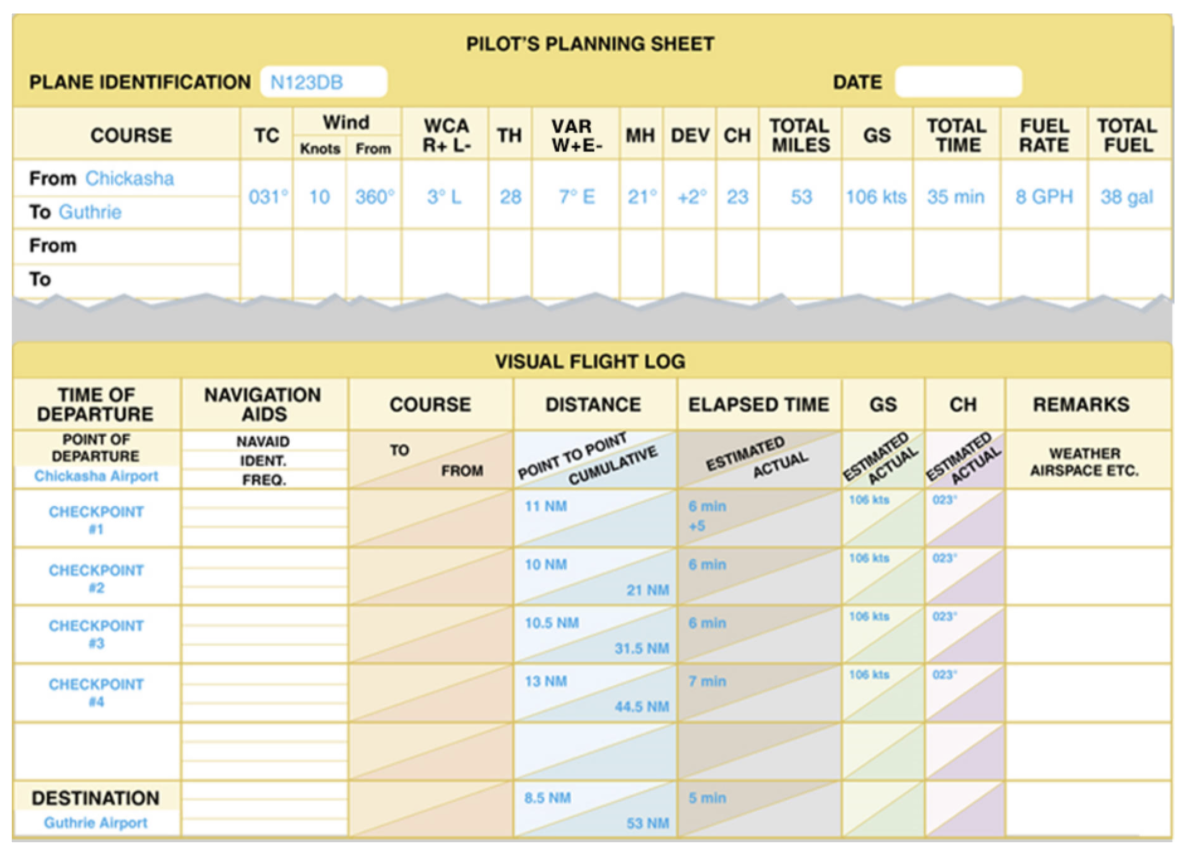 PILOT'S PLANNING SHEET
PLANE IDENTIFICATION N123DB DATE
COURSE TC Wind Knots From WCA R+ L- TH VAR W+E- MH DEV CH TOTAL MILES GS TOTAL TIME FUEL RATE TOTAL FUEL
From Chickasha
To Guthrie
031° 10 360° 3° L 28 7° E 21° +2° 23 53 106 kts 35 min 8 GPH 38 gal
From
To
VISUAL FLIGHT LOG
TIME OF DEPARTURE NAVIGATION AIDS COURSE DISTANCE ELAPSED TIME GS CH REMARKS
POINT OF DEPARTURE
Chickasha Airport
NAVAID
IDENT.
FREQ.
TO
FROM
POINT TO POINT
CUMULATIVE
ESTIMATED
ACTUAL
ESTIMATED
ACTUAL
ESTIMATED
ACTUAL
WEATHER
AIRSPACE ETC.
CHECKPOINT #1
11 NM
6 min
+5
106 kts
023°
CHECKPOINT #2
10 NM
21 NM
6 min
106 kts
023°
CHECKPOINT #3
10.5 NM
31.5 NM
6 min
106 kts
023°
CHECKPOINT #4
13 NM
44.5 NM
7 min
106 kts
023°
DESTINATION
Guthrie Airport
8.5 NM
53 NM
5 min